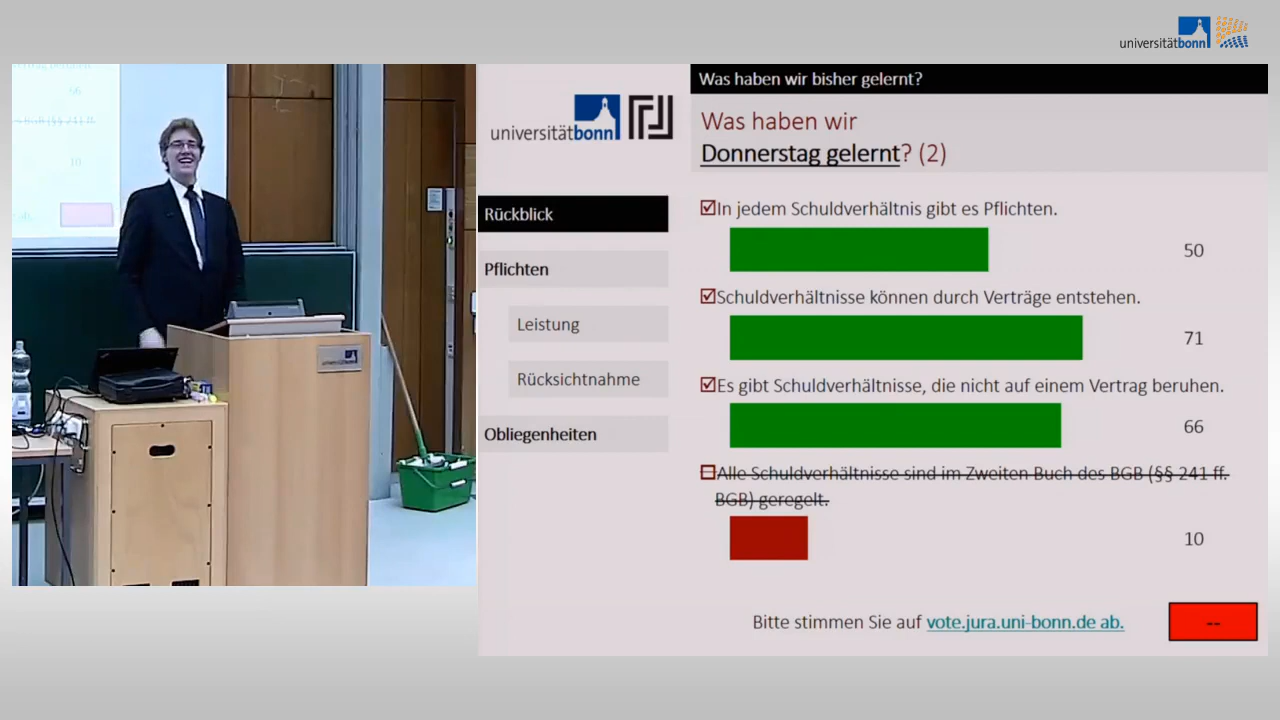 universitätbonn
Was haben wir bisher gelernt?
universitätbonn
Was haben wir
Donnerstag gelernt? (2)
Rückblick
Pflichten
Leistung
Rücksichtnahme
Obliegenheiten
In jedem Schuldverhältnis gibt es Pflichten.
50
Schuldverhältnisse können durch Verträge entstehen.
71
Es gibt Schuldverhältnisse, die nicht auf einem Vertrag beruhen.
66
Alle Schuldverhältnisse sind im Zweiten Buch des BGB (§§ 241 ff.
BGB) geregelt.
10
Bitte stimmen Sie auf vote.jura.uni-bonn.de ab.
--